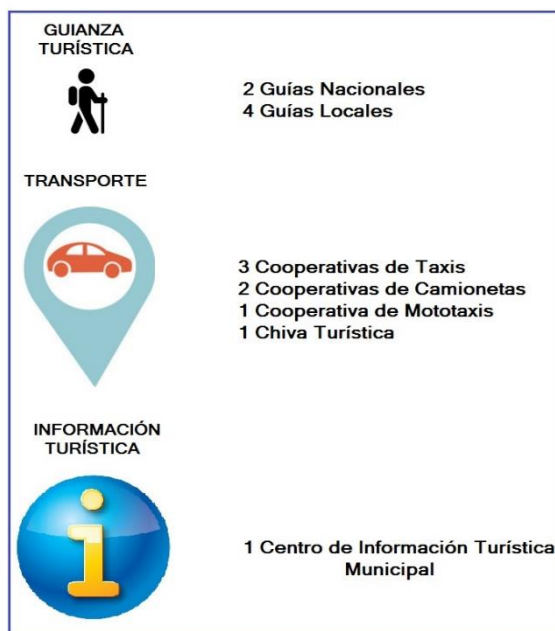 GUIANZA
TURÍSTICA
2 Guías Nacionales
4 Guías Locales
TRANSPORTE
3 Cooperativas de Taxis
2 Cooperativas de Camionetas
1 Cooperativa de Mototaxis
1 Chiva Turística
INFORMACIÓN
TURÍSTICA
1 Centro de Información Turística
Municipal